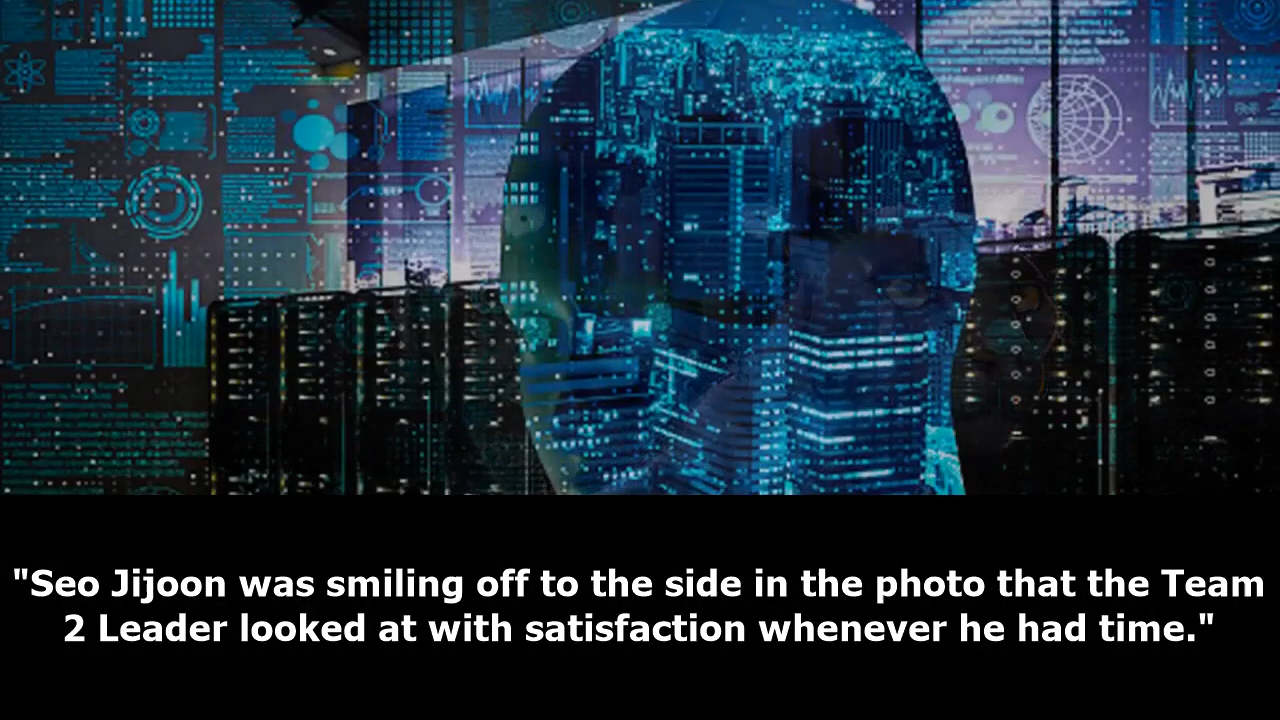 "Seo Jijoon was smiling off to the side in the photo that the Team
2 Leader looked at with satisfaction whenever he had time."